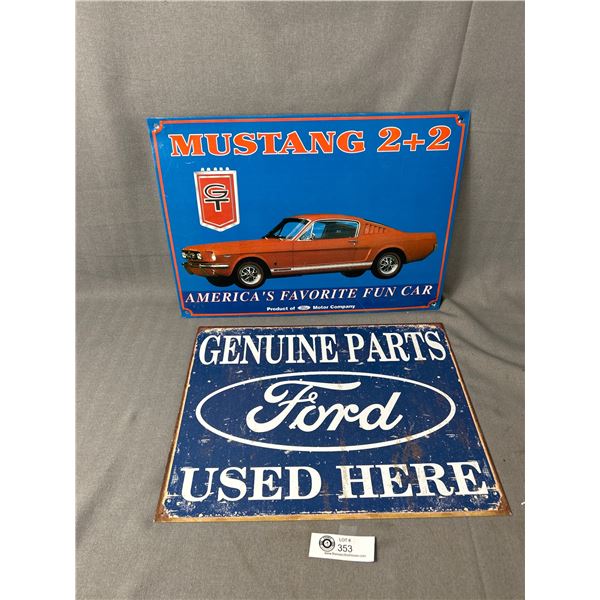 MUSTANG 2+2
GT
AMERICA'S FAVORITE FUN CAR
Product of Ford Motor Company
GENUINE PARTS
Ford
USED HERE
LOT #
353